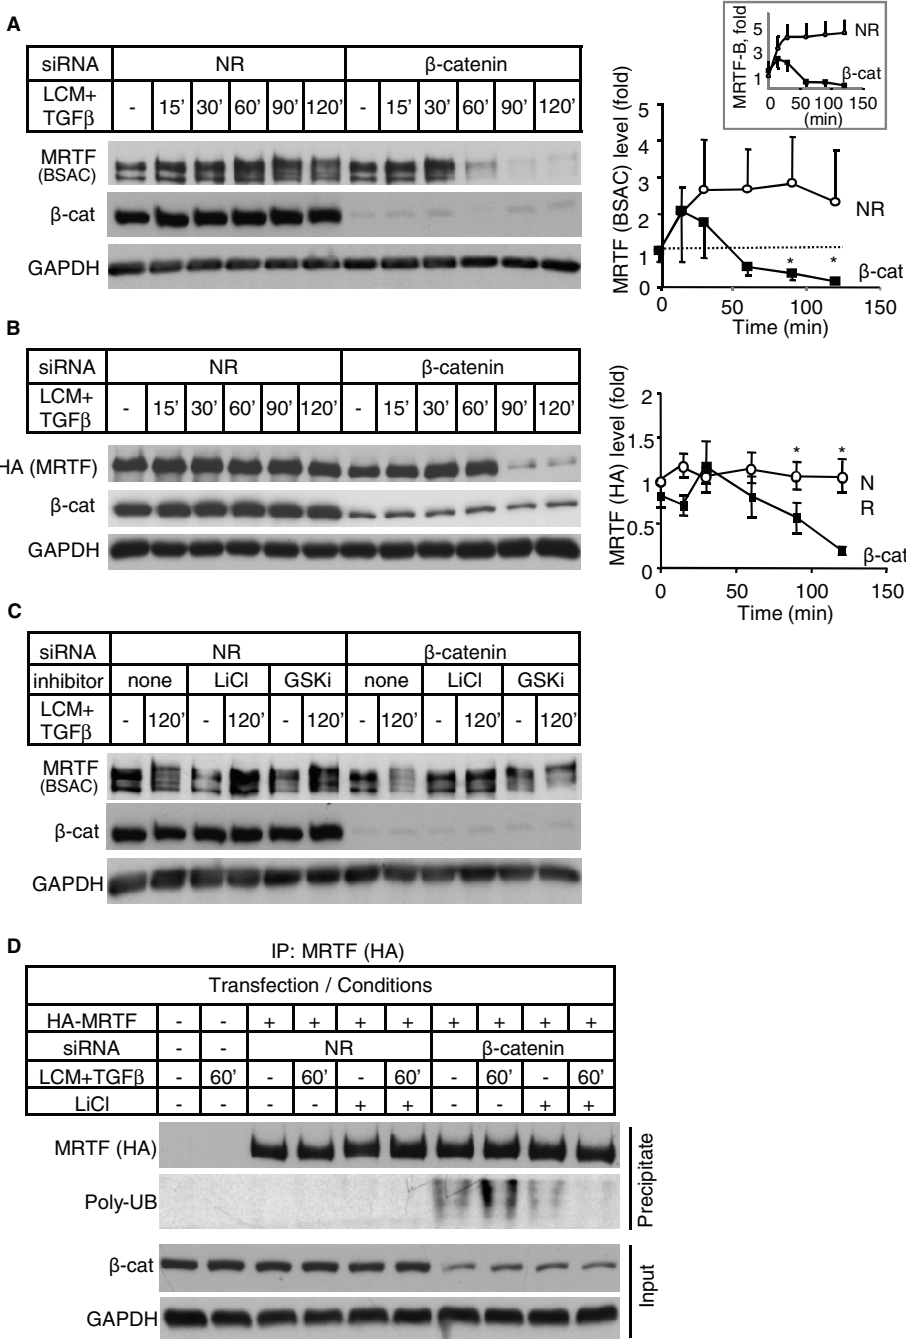 A
siRNA NR β-catenin
LCM+ TGFβ - 15’ 30’ 60’ 90’ 120’ - 15’ 30’ 60’ 90’ 120’
MRTF
(BSAC)
β-cat
GAPDH
MRTF (BSAC) level (fold)
5
4
3
2
1
0
0 50 100 150
Time (min)
NR
β-cat
* *
MRTF-B, fold
5
3
1
0 50 100 150
(min)
NR
β-cat
B
siRNA NR β-catenin
LCM+ TGFβ - 15’ 30’ 60’ 90’ 120’ - 15’ 30’ 60’ 90’ 120’
HA (MRTF)
β-cat
GAPDH
MRTF (HA) level (fold)
2
1.5
1
0.5
0
0 50 100 150
Time (min)
* *
N
R
β-cat
C
siRNA NR β-catenin
inhibitor none LiCl GSKi none LiCl GSKi
LCM+ TGFβ - 120’ - 120’ - 120’ - 120’ - 120’ - 120’
MRTF
(BSAC)
β-cat
GAPDH
D
IP: MRTF (HA)
Transfection / Conditions
HA-MRTF - - + + + + + + + +
siRNA - - NR β-catenin
LCM+TGFβ - 60’ - 60’ - 60’ - 60’ - 60’
LiCl - - - - + + - - + +
MRTF (HA)
Poly-UB
Precipitate
β-cat
GAPDH
Input